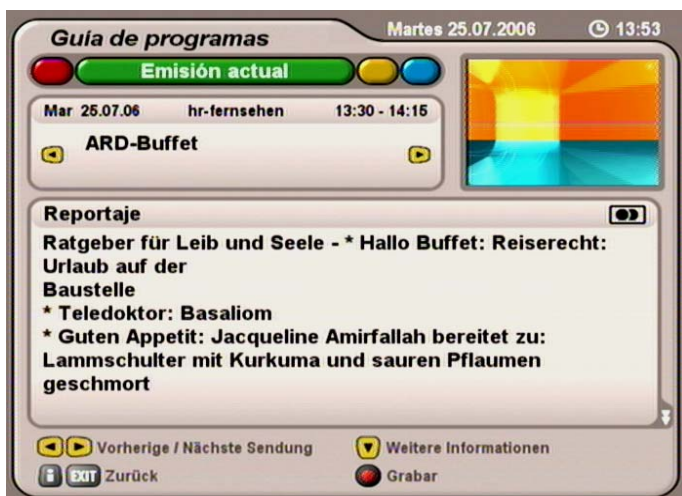 Guía de programas
Martes 25.07.2006 13:53
Emisión actual
Mar 25.07.06 hr-fernsehen 13:30 - 14:15
ARD-Buffet
Reportaje
Ratgeber für Leib und Seele - * Hallo Buffet: Reiserecht:
Urlaub auf der
Baustelle
* Teledoktor: Basaliom
* Guten Appetit: Jacqueline Amirfallah bereitet zu:
Lammschulter mit Kurkuma und sauren Pflaumen
geschmort
Vorherige / Nächste Sendung
Weitere Informationen
i EXIT Zurück
Grabar